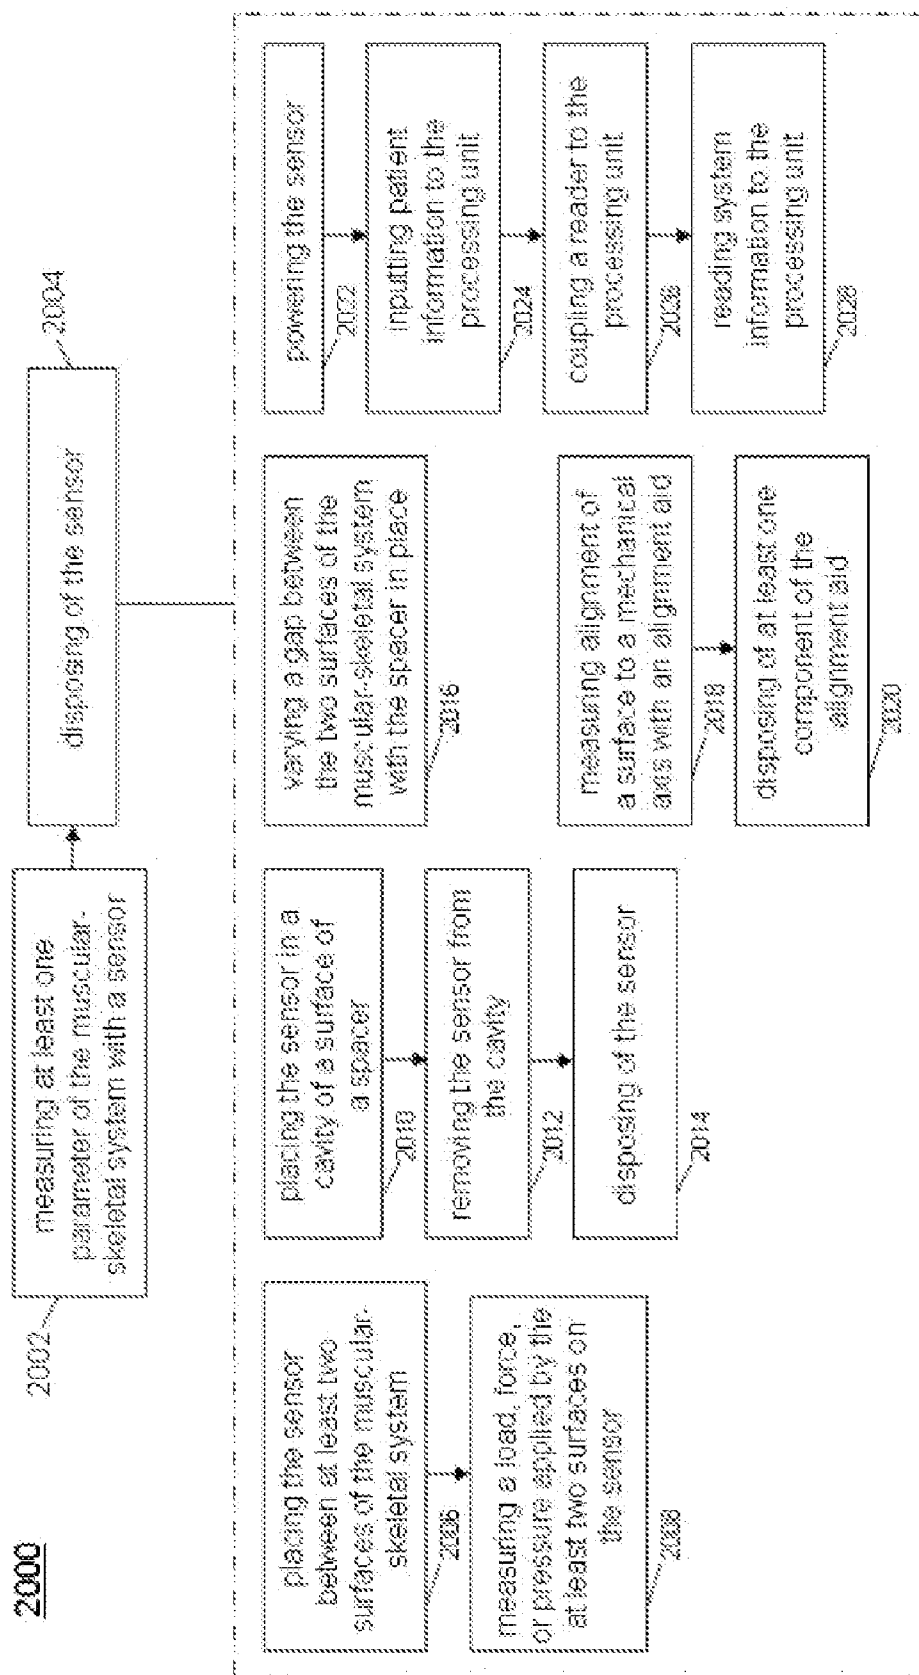 2000
2002
measuring at least one
parameter of the muscular-
skeletal system with a sensor
disposing of the sensor
2004
placing the sensor
between at least two
surfaces of the muscular-
skeletal system
2006
measuring a load, force,
or pressure applied by the
at least two surfaces on
the sensor
2008
placing the sensor in a
cavity of a surface of
a spacer
2010
removing the sensor from
the cavity
2012
disposing of the sensor
2014
varying a gap between
the two surfaces of the
muscular-skeletal system
with the spacer in place
2016
measuring alignment of
a surface to a mechanical
axis with an alignment aid
2018
disposing of at least one
component of the
alignment aid
2020
powering the sensor
2022
inputting patient
information to the
processing unit
2024
coupling a reader to the
processing unit
2026
reading system
information to the
processing unit
2028